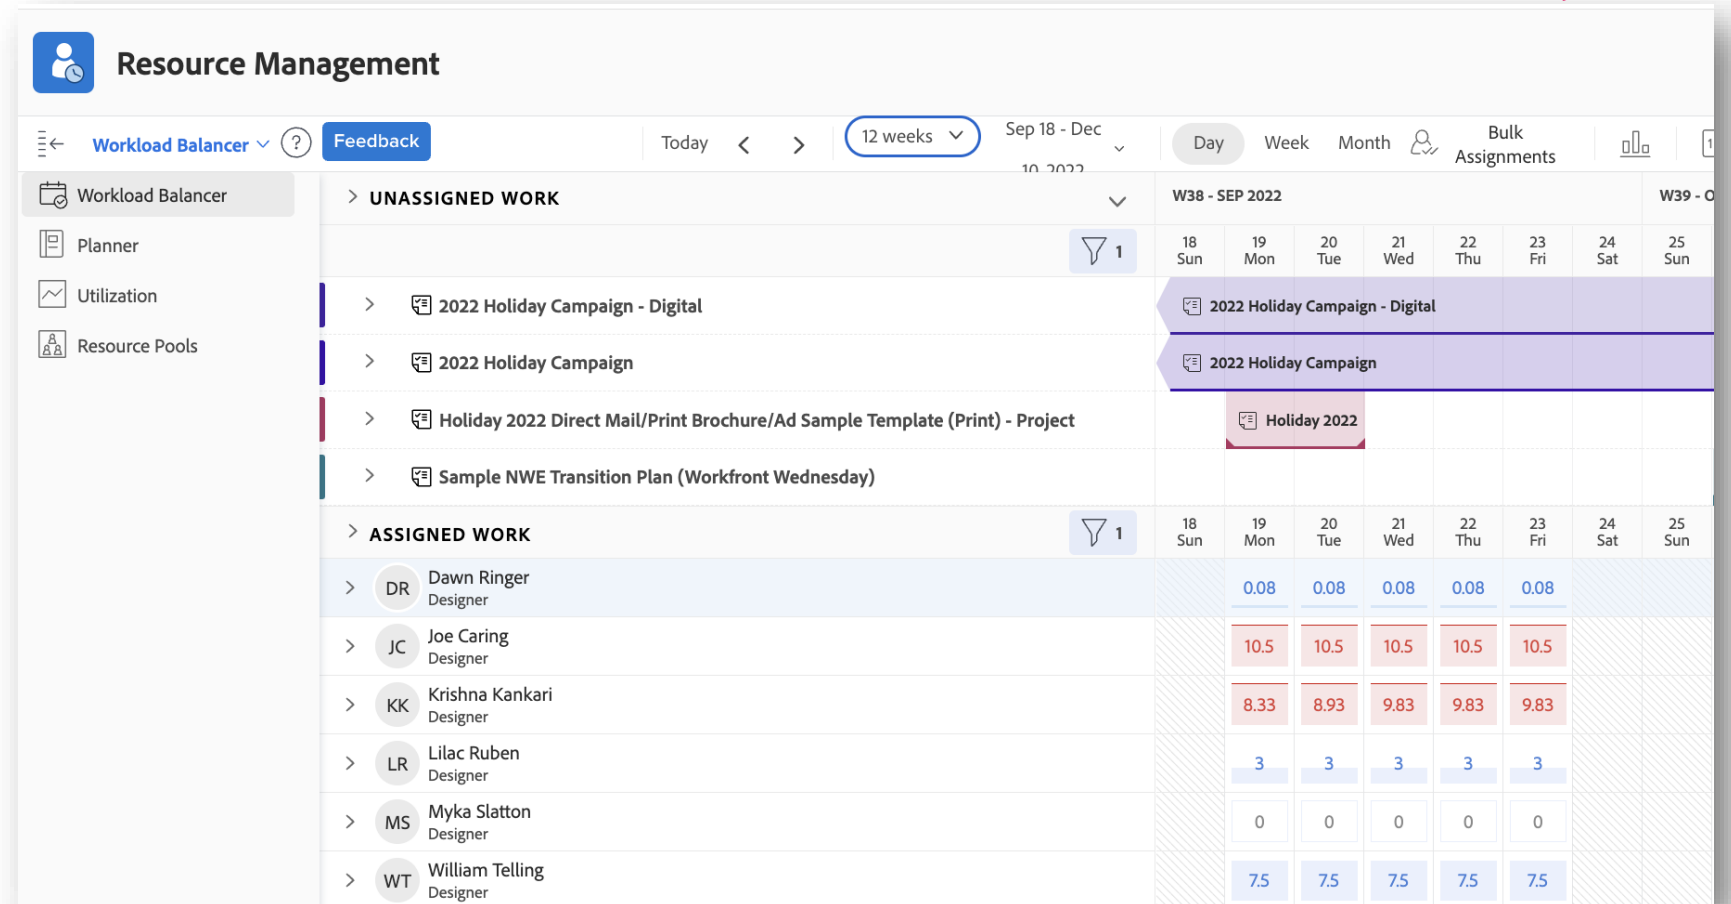 Resource Management
Workload Balancer
?
Feedback
Today
12 weeks
Sep 18 - Dec
10, 2022
Day
Week
Month
Bulk
Assignments
Workload Balancer
Planner
Utilization
Resource Pools
UNASSIGNED WORK
W38 - SEP 2022
W39 - O
1
18 19 20 21 22 23 24 25
Sun Mon Tue Wed Thu Fri Sat Sun
2022 Holiday Campaign - Digital
2022 Holiday Campaign - Digital
2022 Holiday Campaign
2022 Holiday Campaign
Holiday 2022 Direct Mail/Print Brochure/Ad Sample Template (Print) - Project
Holiday 2022
Sample NWE Transition Plan (Workfront Wednesday)
ASSIGNED WORK
1
18 19 20 21 22 23 24 25
Sun Mon Tue Wed Thu Fri Sat Sun
DR
Dawn Ringer
Designer
0.08 0.08 0.08 0.08 0.08
JC
Joe Caring
Designer
10.5 10.5 10.5 10.5 10.5
KK
Krishna Kankari
Designer
8.33 8.93 9.83 9.83 9.83
LR
Lilac Ruben
Designer
3 3 3 3 3
MS
Myka Slatton
Designer
0 0 0 0 0
WT
William Telling
Designer
7.5 7.5 7.5 7.5 7.5